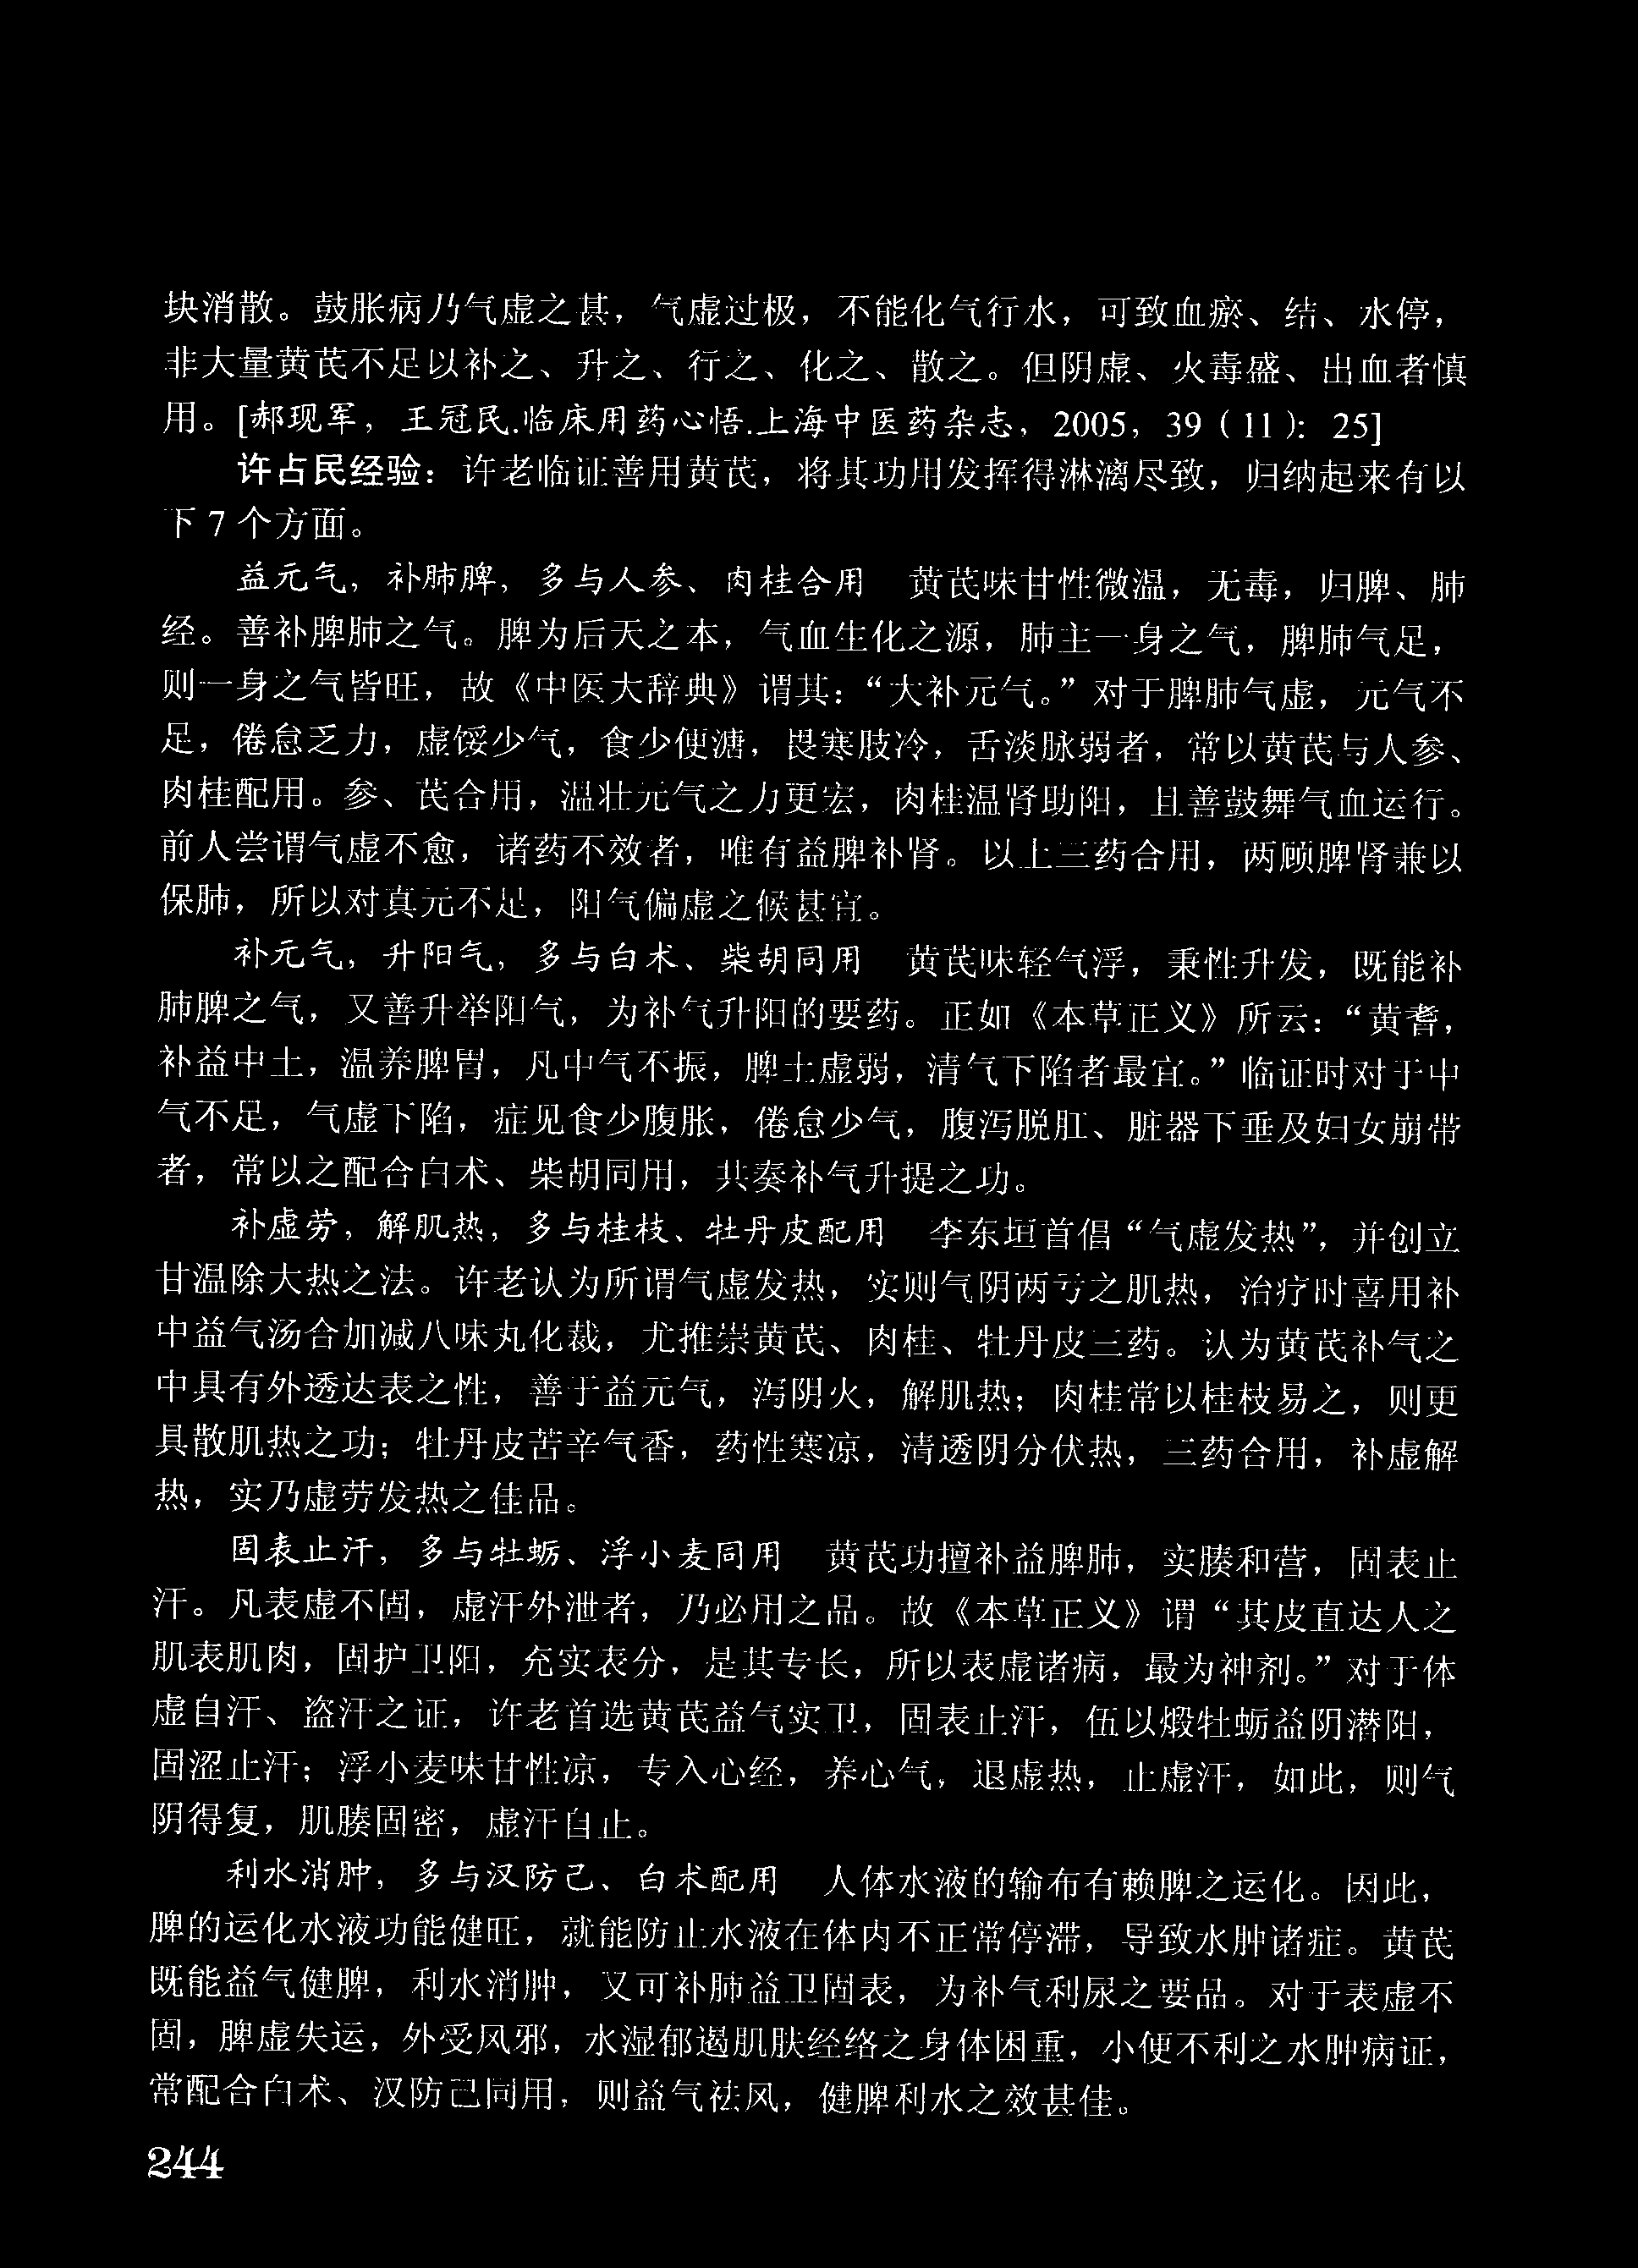 块消散。鼓胀病乃气虚之甚，气虚过极，不能化气行水，可致血瘀、结、水停，
非大量黄芪不足以补之、升之、行之、化之、散之。但阴虚、火毒盛、出血者慎
用。[郝现军，王冠民.临床用药心悟.上海中医药杂志，2005，39（11）：25]
许占民经验：许老临证善用黄芪，将其功用发挥得淋漓尽致，归纳起来有以
下7个方面。
益元气，补肺脾，多与人参、肉桂合用　黄芪味甘性微温，无毒，归脾、肺
经。善补脾肺之气。脾为后天之本，气血生化之源，肺主一身之气，脾肺气足，
则一身之气皆旺，故《中医大辞典》谓其：“大补元气。”对于脾肺气虚，元气不
足，倦怠乏力，虚馁少气，食少便溏，畏寒肢冷，舌淡脉弱者，常以黄芪与人参、
肉桂配用。参、芪合用，温壮元气之力更宏，肉桂温肾助阳，且善鼓舞气血运行。
前人尝谓气虚不愈，诸药不效者，唯有益脾补肾。以上三药合用，两顾脾肾兼以
保肺，所以对真元不足，阳气偏虚之候甚宜。
补元气，升阳气，多与白术、柴胡同用　黄芪味轻气浮，秉性升发，既能补
肺脾之气，又善升举阳气，为补气升阳的要药。正如《本草正义》所云：“黄耆，
补益中土，温养脾胃，凡中气不振，脾土虚弱，清气下陷者最宜。”临证时对于中
气不足，气虚下陷，症见食少腹胀，倦怠少气，腹泻脱肛、脏器下垂及妇女崩带
者，常以之配合白术、柴胡同用，共奏补气升提之功。
补虚劳，解肌热，多与桂枝、牡丹皮配用　李东垣首倡“气虚发热”，并创立
甘温除大热之法。许老认为所谓气虚发热，实则气阴两亏之肌热，治疗时喜用补
中益气汤合加减八味丸化裁，尤推崇黄芪、肉桂、牡丹皮三药。认为黄芪补气之
中具有外透达表之性，善于益元气，泻阴火，解肌热；肉桂常以桂枝易之，则更
具散肌热之功；牡丹皮苦辛气香，药性寒凉，清透阴分伏热，三药合用，补虚解
热，实乃虚劳发热之佳品。
固表止汗，多与牡蛎、浮小麦同用　黄芪功擅补益脾肺，实腠和营，固表止
汗。凡表虚不固，虚汗外泄者，乃必用之品。故《本草正义》谓“其皮直达人之
肌表肌肉，固护卫阳，充实表分，是其专长，所以表虚诸病，最为神剂。”对于体
虚自汗、盗汗之证，许老首选黄芪益气实卫，固表止汗，伍以煅牡蛎益阴潜阳，
固涩止汗；浮小麦味甘性凉，专入心经，养心气，退虚热，止虚汗，如此，则气
阴得复，肌腠固密，虚汗自止。
利水消肿，多与汉防己、白术配用　人体水液的输布有赖脾之运化。因此，
脾的运化水液功能健旺，就能防止水液在体内不正常停滞，导致水肿诸症。黄芪
既能益气健脾，利水消肿，又可补肺益卫固表，为补气利尿之要品。对于表虚不
固，脾虚失运，外受风邪，水湿郁遏肌肤经络之身体困重，小便不利之水肿病证，
常配合白术、汉防己同用，则益气祛风，健脾利水之效甚佳。
244